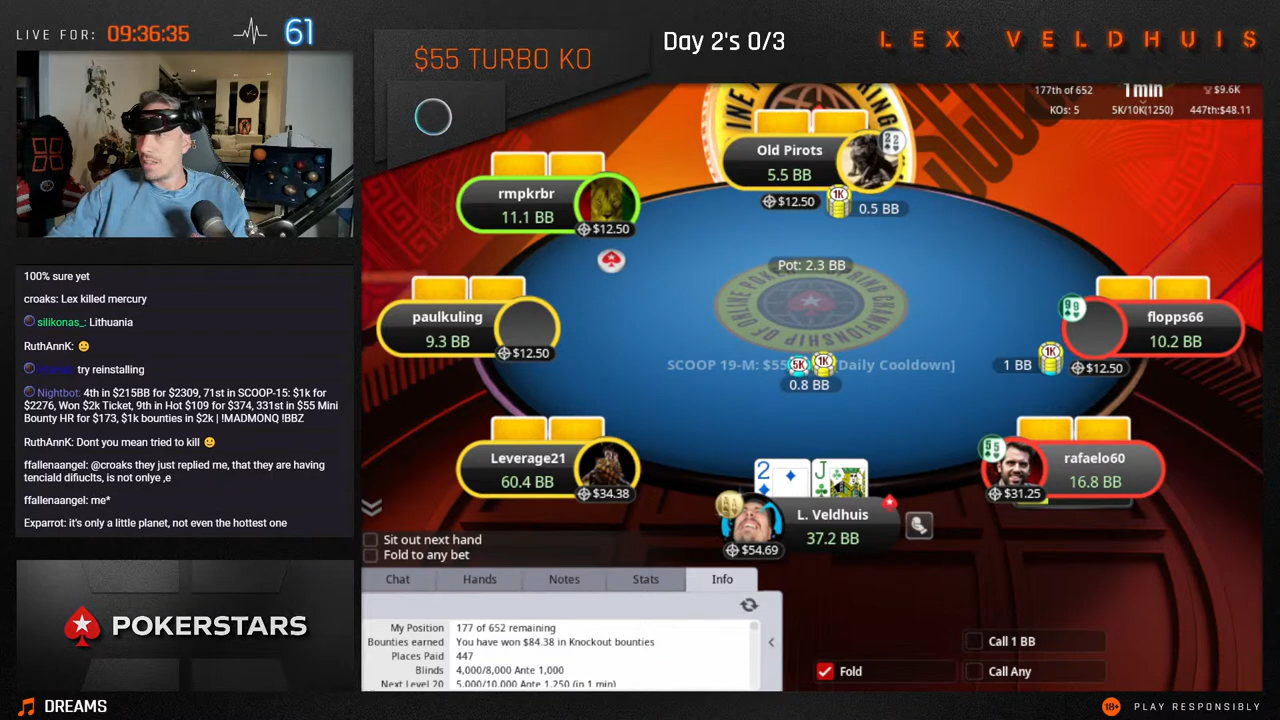 LIVE FOR: 09:36:35 61
$55 TURBO KO
Day 2's 0/3
LEX VELDHUIS
177th of 652
1min
$9.6K
KOs: 5
5K/10K(1250)
447th:$48.11
Old Pirots
5.5 BB
$12.50
0.5 BB
rmpkrbr
11.1 BB
$12.50
Pot: 2.3 BB
paulkuling
9.3 BB
$12.50
flopps66
10.2 BB
$12.50
1K
1 BB
SCOOP 19-M: $55
Daily Cooldown]
5K 1K
0.8 BB
Leverage21
60.4 BB
$34.38
2 J
L. Veldhuis
37.2 BB
$54.69
rafaelo60
16.8 BB
$31.25
100% sure yet
croaks: Lex killed mercury
silikonas_: Lithuania
RuthAnnK: 🙂
try reinstalling
Nightbot: 4th in $215BB for $2309, 71st in SCOOP-15: $1k for
$2276, Won $2k Ticket, 9th in Hot $109 for $374, 331st in $55 Mini
Bounty HR for $173, $1k bounties in $2k | !MADMONQ !BBZ
RuthAnnK: Dont you mean tried to kill 🙂
ffallenaangel: @croaks they just replied me, that they are having
tenciald difiuclts, is not onlye ,e
ffallenaangel: me*
Exparrot: it's only a little planet, not even the hottest one
Sit out next hand
Fold to any bet
Chat Hands Notes Stats Info
My Position 177 of 652 remaining
Bounties earned You have won $84.38 in Knockout bounties
Places Paid 447
Blinds 4,000/8,000 Ante 1,000
Next Level 20 5,000/10,000 Ante 1,250 (in 1 min)
Call 1 BB
Fold
Call Any
POKERSTARS
DREAMS
18+ PLAY RESPONSIBLY